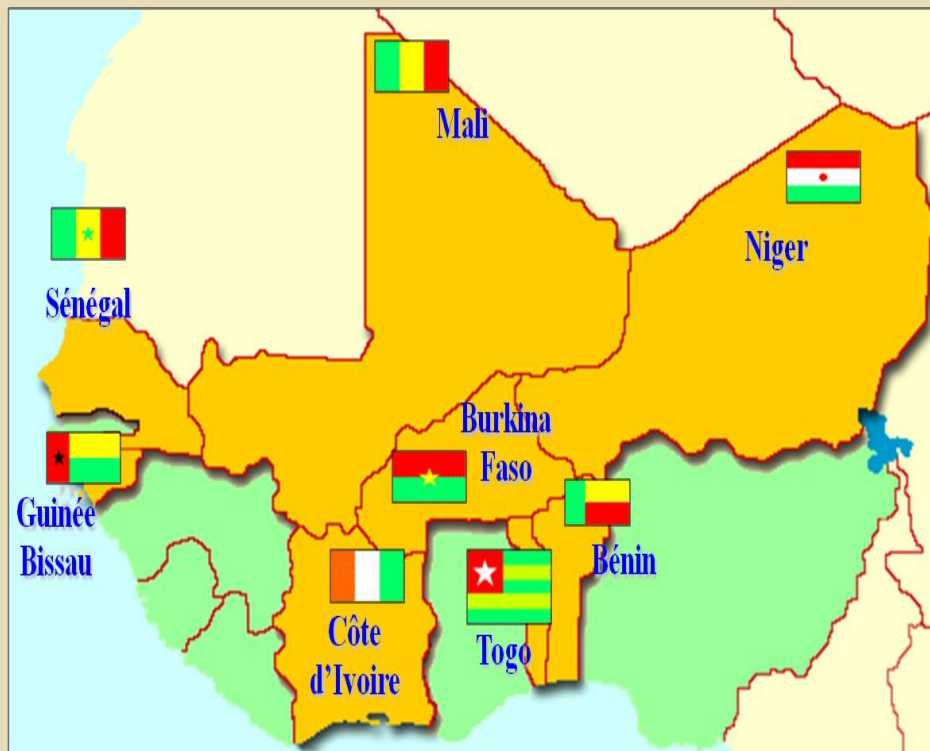 Mali
Niger
Sénégal
Burkina
Faso
Guinée
Bissau
Bénin
Côte
d'Ivoire
Togo